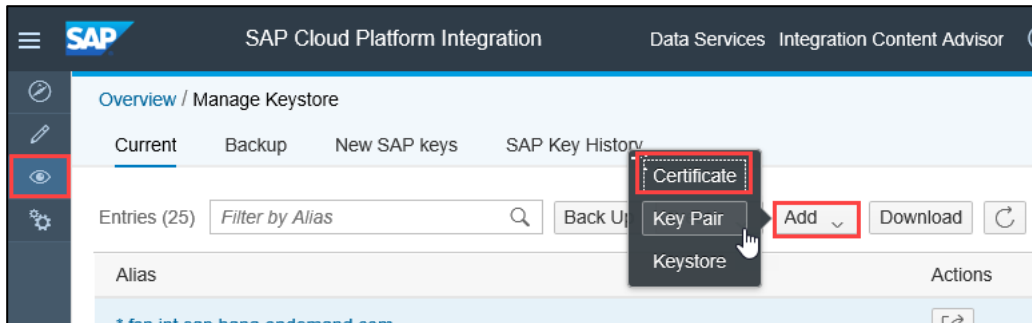 SAP SAP Cloud Platform Integration Data Services Integration Content Advisor
Overview / Manage Keystore
Current Backup New SAP keys SAP Key History
Certificate
Entries (25) Filter by Alias Back Up Key Pair Add Download
Keystore
Alias Actions